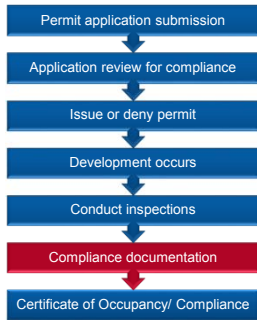 Permit application submission
Application review for compliance
Issue or deny permit
Development occurs
Conduct inspections
Compliance documentation
Certificate of Occupancy/ Compliance